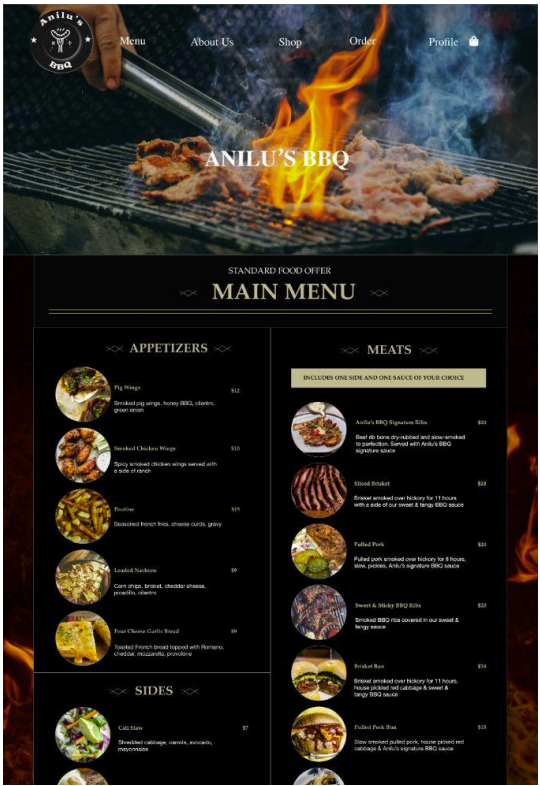 Anilu's
BBQ
Menu
About Us
Shop
Order
Profile
ANILU'S BBQ
STANDARD FOOD OFFER
MAIN MENU
APPETIZERS
Pig Wings
$12
Smoked pig wings, honey BBQ, cilantro,
green onion
Smoked Chicken Wings
$10
Spicy smoked chicken wings served with
a side of ranch
Poutine
$15
Seasoned french fries, cheese curds, gravy
Loaded Nachons
$9
Corn chips, brisket, cheddar cheese,
picadillo, cilantro
Four Cheese Garlic Bread
$9
Toasted French bread topped with Romano,
cheddar, mozzarella, provolone
SIDES
Cali Slaw
$7
Shredded cabbage, carrots, avocado,
mayonnaise
MEATS
INCLUDES ONE SIDE AND ONE SAUCE OF YOUR CHOICE
Anilu's BBQ Signature Ribs
Beef rib bone dry-rubbed and slow-smoked
to perfection. Served with Anilu's BBQ
signature sauce
Sliced Brisket
$24
Brisket smoked over hickory for 11 hours
with a side of our sweet & tangy BBQ sauce
Pulled Pork
Pulled pork smoked over hickory for 8 hours,
slaw, pickles, Anilu's signature BBQ sauce
Sweet & Sticky BBQ Ribs
$20
Smoked BBQ ribs covered in our sweet &
tangy sauce
Brisket Bun
Brisket smoked over hickory for 11 hours,
house pickled red cabbage & sweet &
tangy BBQ sauce
Pulled Pork Bun
Slow smoked pulled pork, house picked red
cabbage & Anilu's signature BBQ sauce